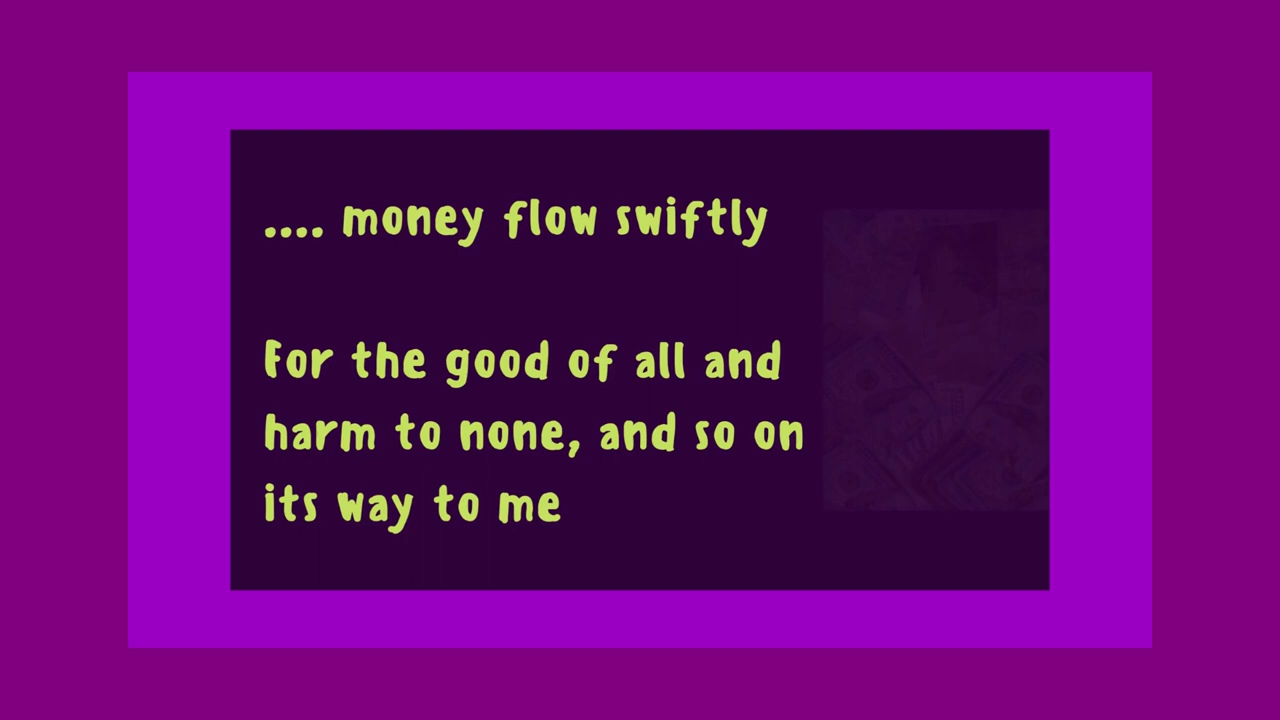 .... money flow swiftly
For the good of all and
harm to none, and so on
its way to me